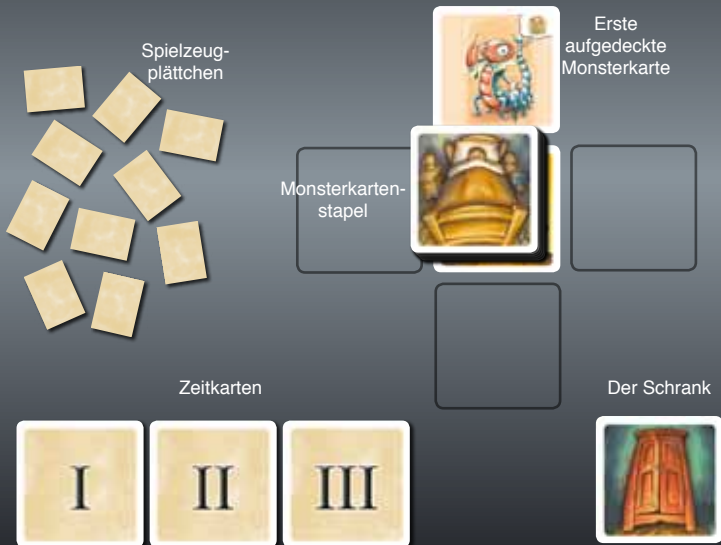 Spielzeug-
plättchen
Erste
aufgedeckte
Monsterkarte
Monsterkarten-
stapel
Zeitkarten
Der Schrank
I
II
III